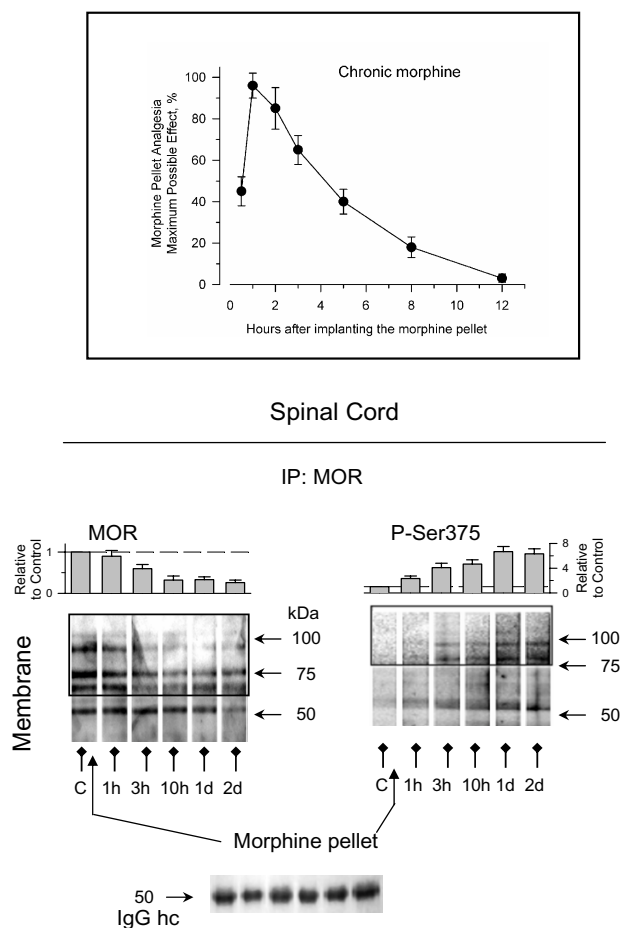 Chronic morphine
Morphine Pellet Analgesia
Maximum Possible Effect, %
100
80
60
40
20
0
0 2 4 6 8 10 12
Hours after implanting the morphine pellet
Spinal Cord
IP: MOR
MOR
Relative
to Control
1
0
P-Ser375
8
4
0
Relative
to Control
Membrane
kDa
100
75
50
100
75
50
C 1h 3h 10h 1d 2d
C 1h 3h 10h 1d 2d
Morphine pellet
50
IgG hc